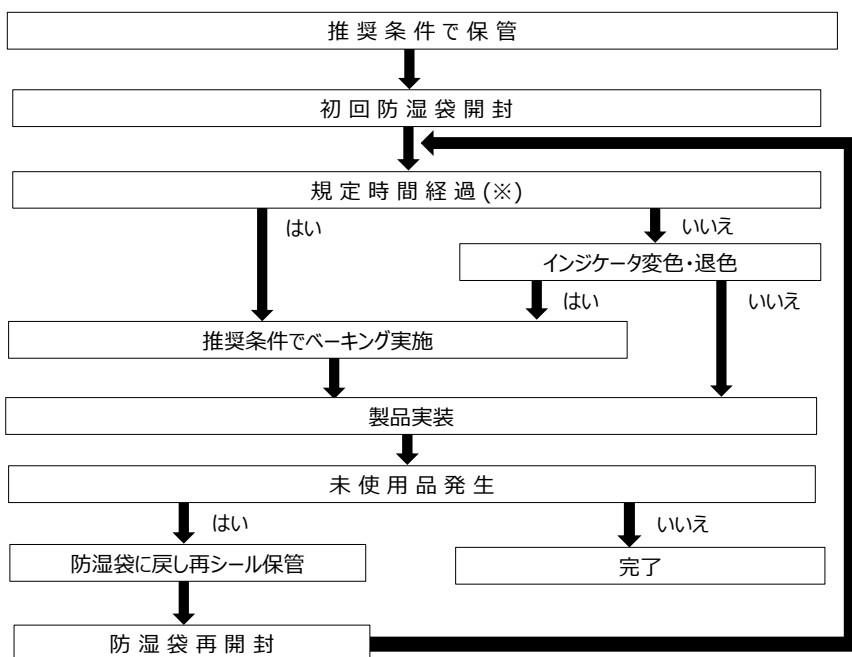 推奨条件で保管
初回防湿袋開封
規定時間経過(※)
はい
いいえ
インジケータ変色・退色
はい
いいえ
推奨条件でベーキング実施
製品実装
未使用品発生
はい
いいえ
防湿袋に戻し再シール保管
完了
防湿袋再開封